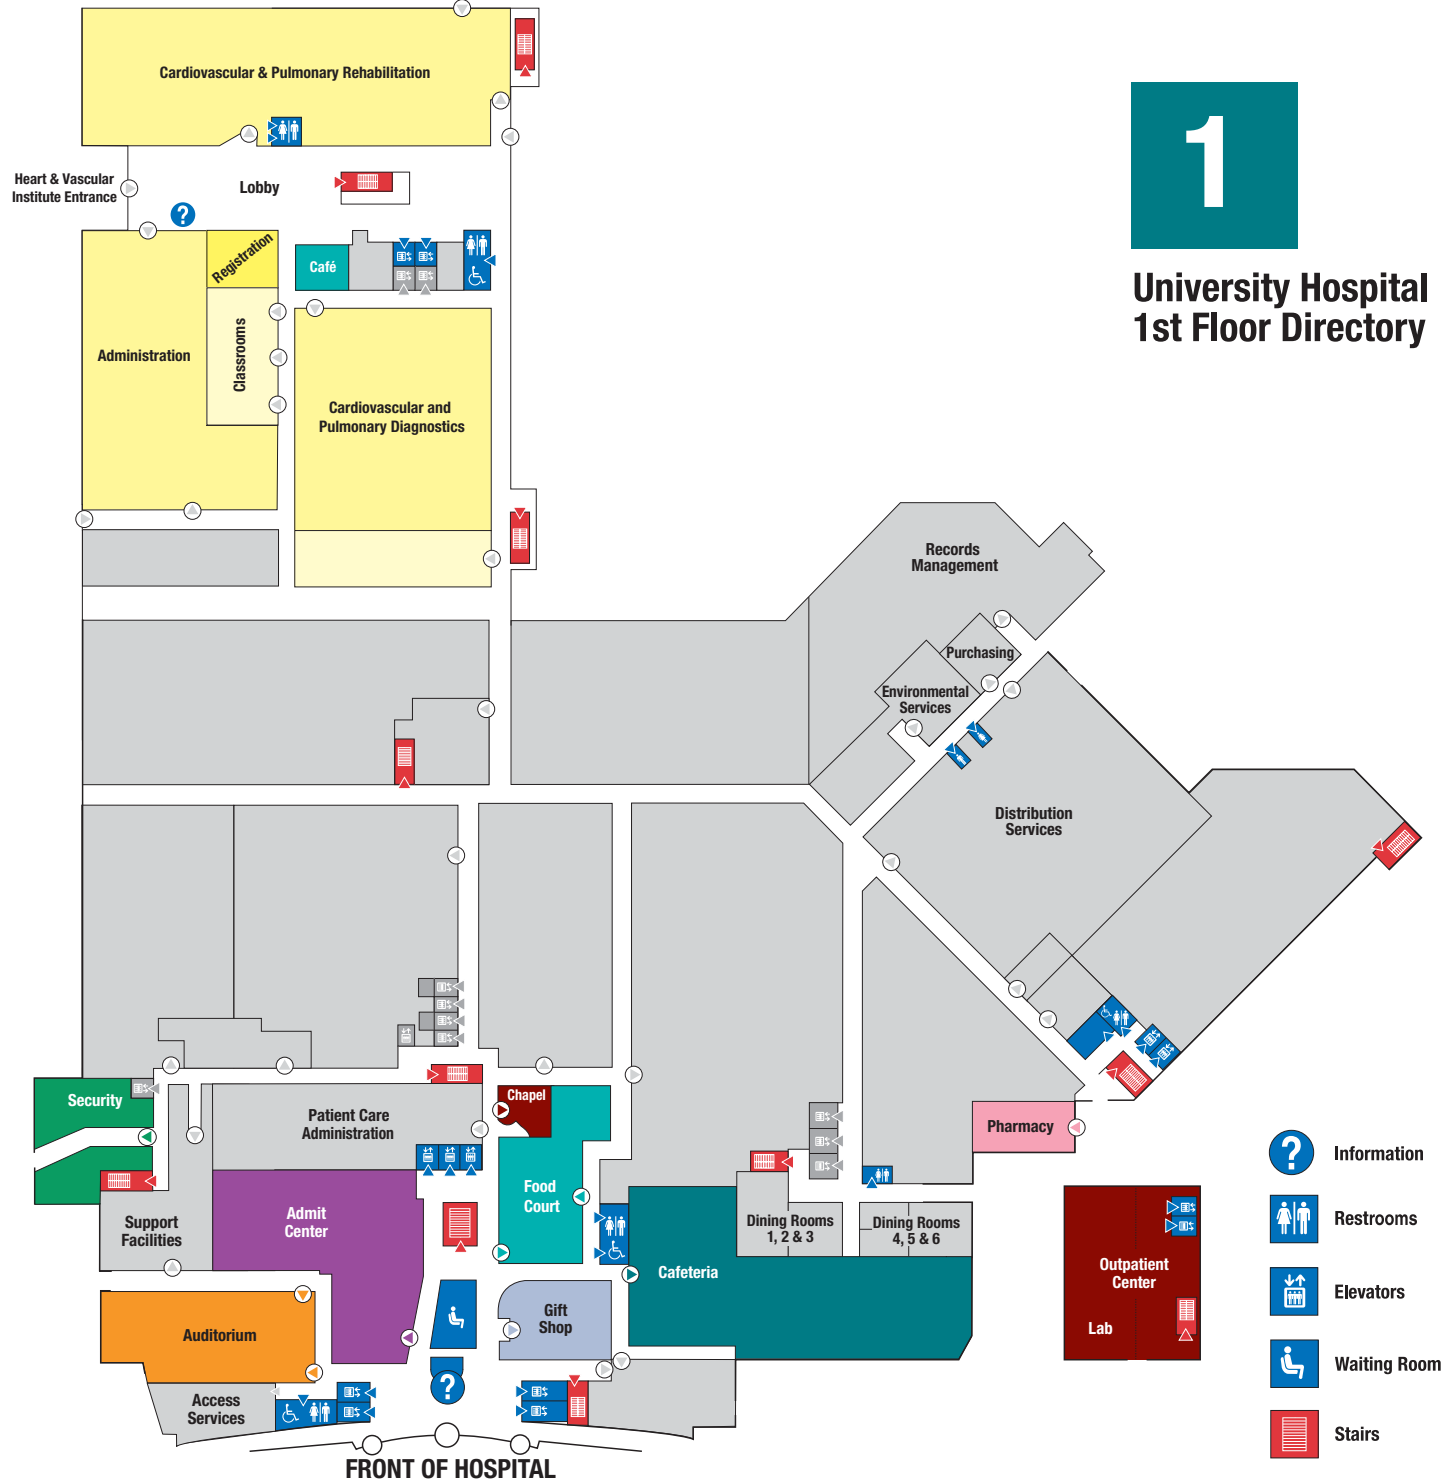 Cardiovascular & Pulmonary Rehabilitation
1
University Hospital
1st Floor Directory
Heart & Vascular
Institute Entrance
Lobby
?
Registration
Café
Classrooms
Administration
Cardiovascular and
Pulmonary Diagnostics
Records
Management
Purchasing
Environmental
Services
Distribution
Services
Security
Chapel
Patient Care
Administration
Pharmacy
Food
Court
Admit
Center
Support
Facilities
Dining Rooms
1, 2 & 3
Dining Rooms
4, 5 & 6
Cafeteria
Outpatient
Center
Lab
Gift
Shop
Auditorium
Access
Services
?
FRONT OF HOSPITAL
? Information
Restrooms
Elevators
Waiting Room
Stairs